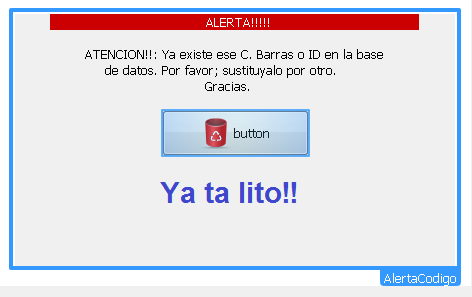 ALERTA!!!!!
ATENCION!!: Ya existe ese C. Barras o ID en la base
de datos. Por favor; sustituyalo por otro.
Gracias.
button
Ya ta lito!!
AlertaCodigo